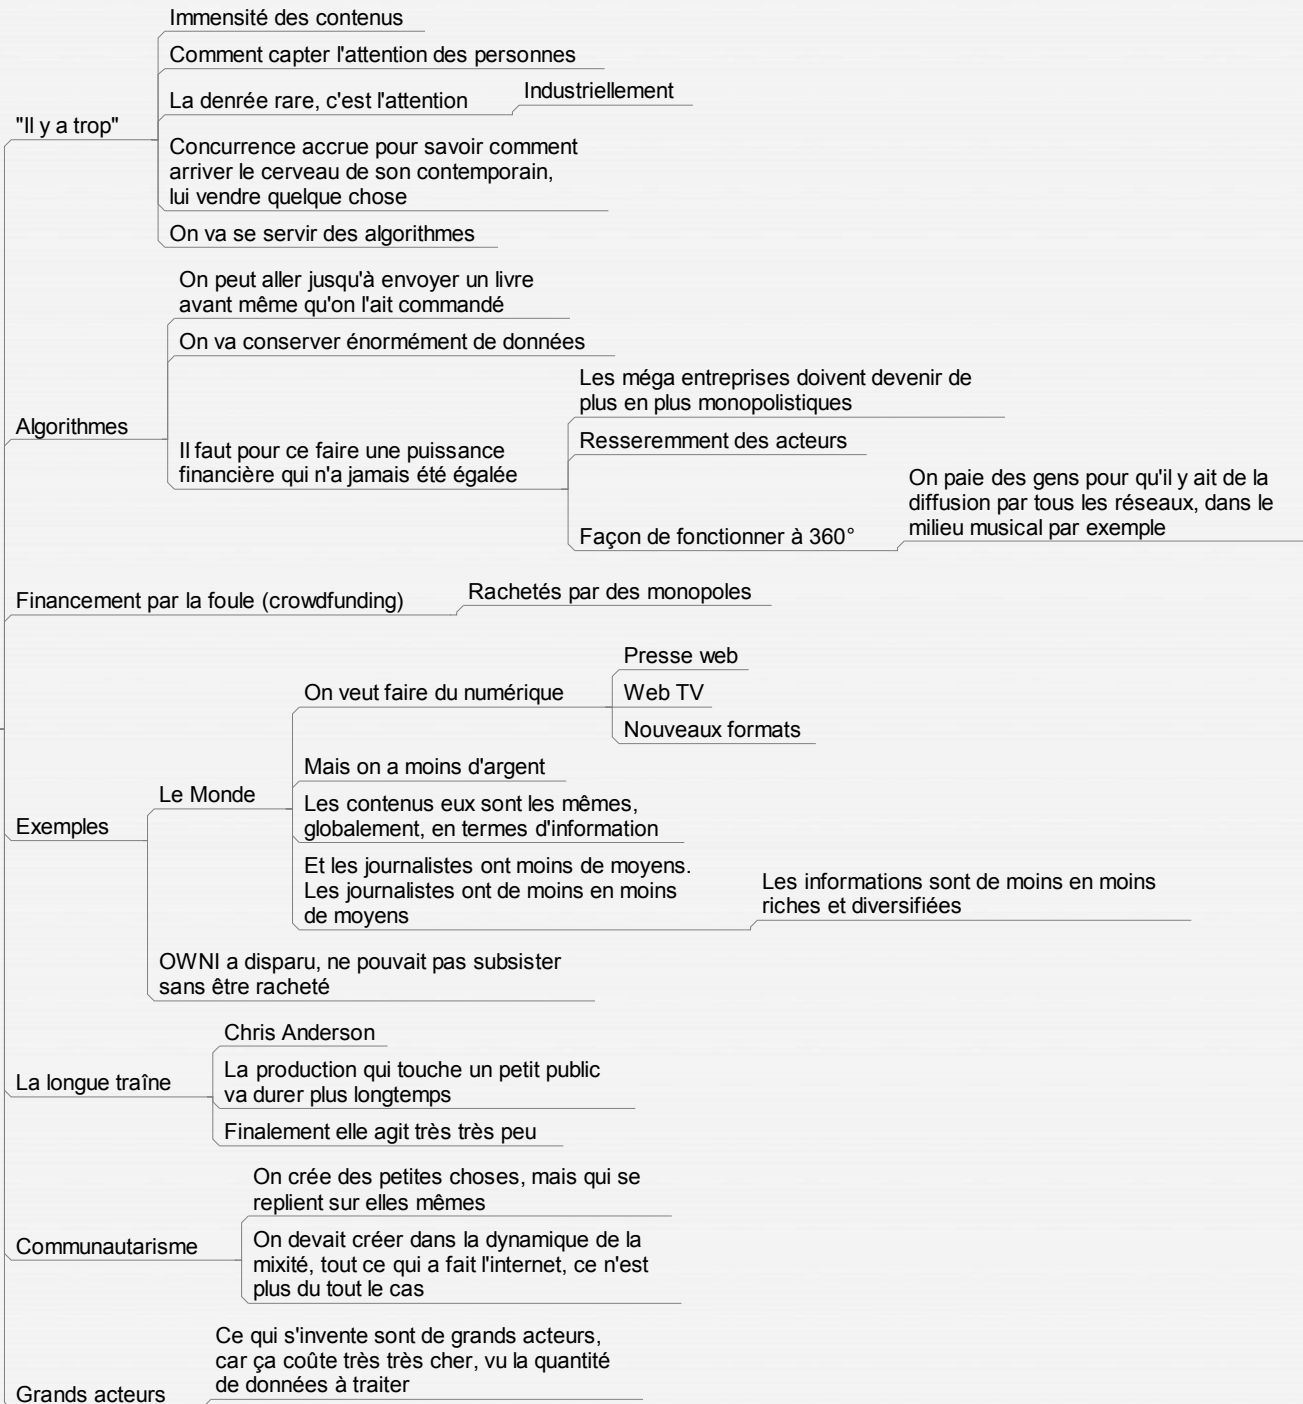 "Il y a trop"
Immensité des contenus
Comment capter l'attention des personnes
La denrée rare, c'est l'attention
Industriellement
Concurrence accrue pour savoir comment
arriver le cerveau de son contemporain,
lui vendre quelque chose
On va se servir des algorithmes
Algorithmes
On peut aller jusqu'à envoyer un livre
avant même qu'on l'ait commandé
On va conserver énormément de données
Il faut pour ce faire une puissance
financière qui n'a jamais été égalée
Les méga entreprises doivent devenir de
plus en plus monopolistiques
Resseremment des acteurs
Façon de fonctionner à 360°
On paie des gens pour qu'il y ait de la
diffusion par tous les réseaux, dans le
milieu musical par exemple
Financement par la foule (crowdfunding)
Rachetés par des monopoles
Exemples
Le Monde
On veut faire du numérique
Presse web
Web TV
Nouveaux formats
Mais on a moins d'argent
Les contenus eux sont les mêmes,
globalement, en termes d'information
Et les journalistes ont moins de moyens.
Les journalistes ont de moins en moins
de moyens
Les informations sont de moins en moins
riches et diversifiées
OWNI a disparu, ne pouvait pas subsister
sans être racheté
La longue traîne
Chris Anderson
La production qui touche un petit public
va durer plus longtemps
Finalement elle agit très très peu
Communautarisme
On crée des petites choses, mais qui se
replient sur elles mêmes
On devait créer dans la dynamique de la
mixité, tout ce qui a fait l'internet, ce n'est
plus du tout le cas
Grands acteurs
Ce qui s'invente sont de grands acteurs,
car ça coûte très très cher, vu la quantité
de données à traiter